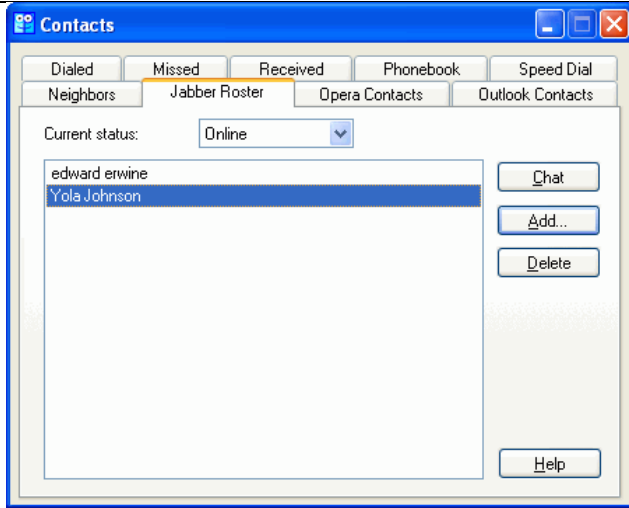 Contacts
Dialed Missed Received Phonebook Speed Dial
Neighbors Jabber Roster Opera Contacts Outlook Contacts
Current status: Online
edward erwine
Yola Johnson
Chat
Add...
Delete
Help